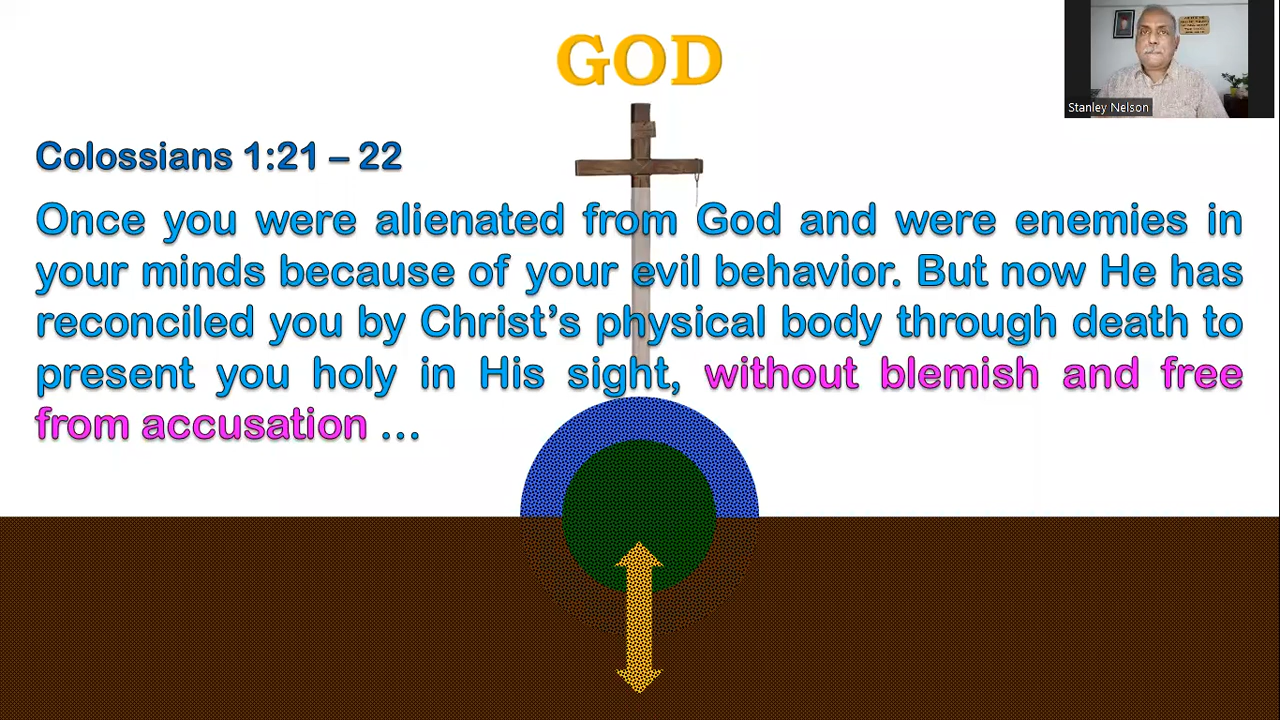 GOD
Stanley Nelson
Colossians 1:21 – 22
Once you were alienated from God and were enemies in
your minds because of your evil behavior. But now He has
reconciled you by Christ’s physical body through death to
present you holy in His sight, without blemish and free
from accusation ...